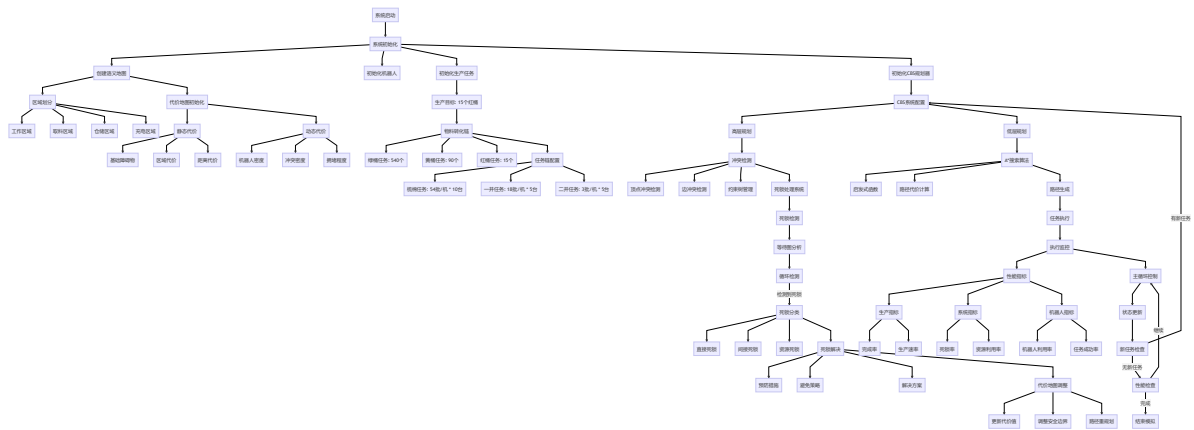 系统启动
系统初始化
创建语义地图
初始化机器人
初始化生产任务
初始化CBS规划器
区域划分
代价地图初始化
生产目标: 15个红桶
CBS系统配置
工作区域
取料区域
仓储区域
充电区域
静态代价
动态代价
物料转化链
高层规划
低层规划
基础障碍物
区域代价
距离代价
机器人密度
冲突密度
拥堵程度
绿桶任务: 540个
黄桶任务: 90个
红桶任务: 15个
任务链配置
冲突检测
A*搜索算法
梳棉任务: 54批/机 * 10台
一并任务: 18批/机 * 5台
二并任务: 3批/机 * 5台
顶点冲突检测
边冲突检测
约束树管理
死锁处理系统
启发式函数
路径代价计算
路径生成
死锁检测
任务执行
有新任务
等待图分析
执行监控
循环检测
性能指标
主循环控制
检测到死锁
死锁分类
生产指标
系统指标
机器人指标
状态更新
继续
直接死锁
间接死锁
资源死锁
死锁解决
完成率
生产速率
死锁率
资源利用率
机器人利用率
任务成功率
新任务检查
无新任务
预防措施
避免策略
解决方案
代价地图调整
性能检查
完成
更新代价值
调整安全边界
路径重规划
结束模拟